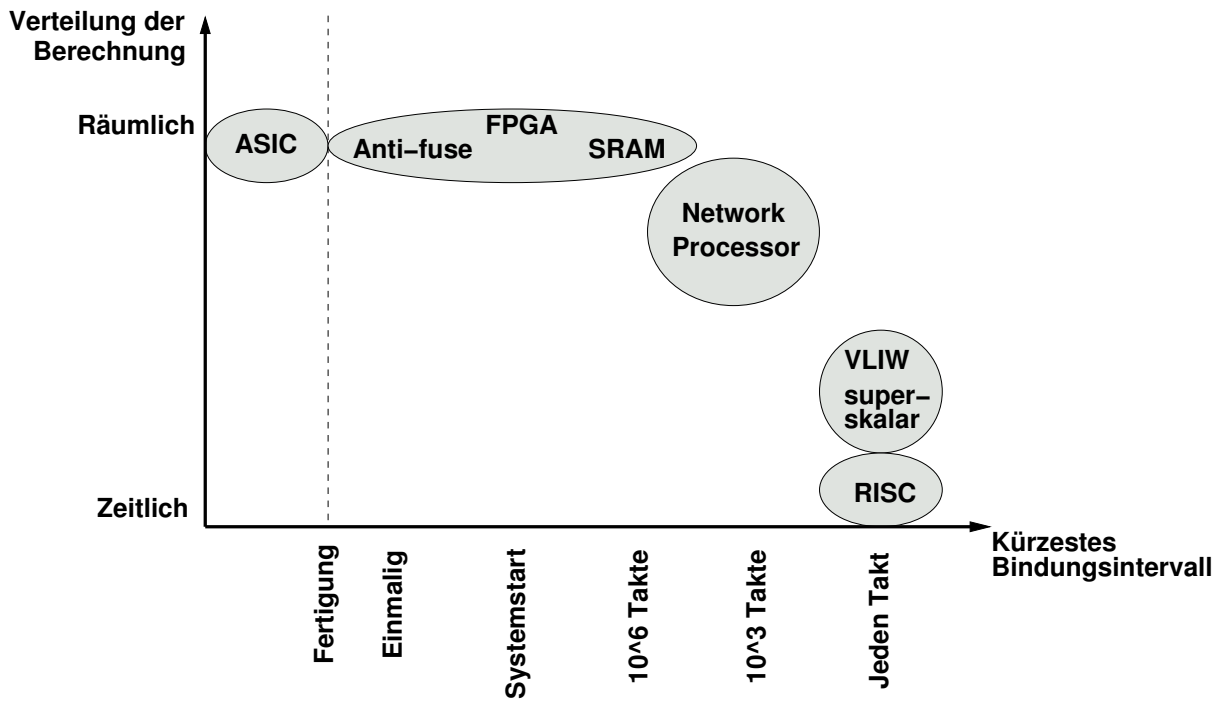 Verteilung der
Berechnung
Räumlich
ASIC
FPGA
Anti–fuse
SRAM
Network
Processor
VLIW
super–
skalar
RISC
Zeitlich
Kürzestes
Bindungsintervall
Fertigung
Einmalig
Systemstart
10^6 Takte
10^3 Takte
Jeden Takt